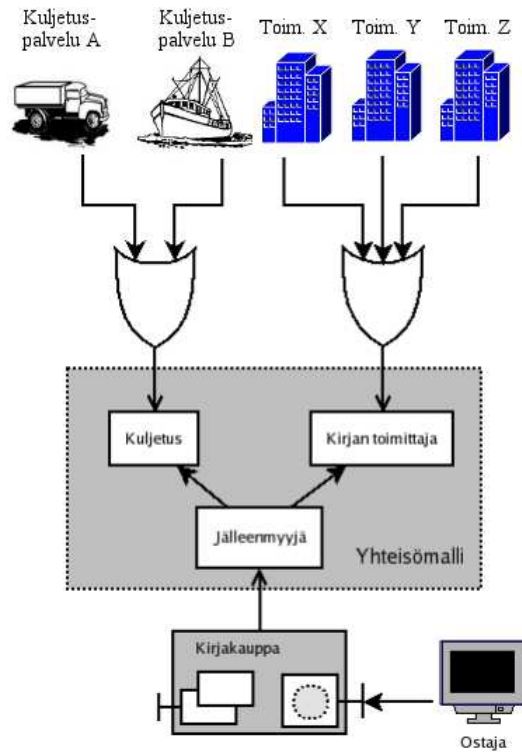 Kuljetus-
palvelu A
Kuljetus-
palvelu B
Toim. X
Toim. Y
Toim. Z
Kuljetus
Kirjan toimittaja
Jälleenmyyjä
Yhteisömalli
Kirjakauppa
Ostaja